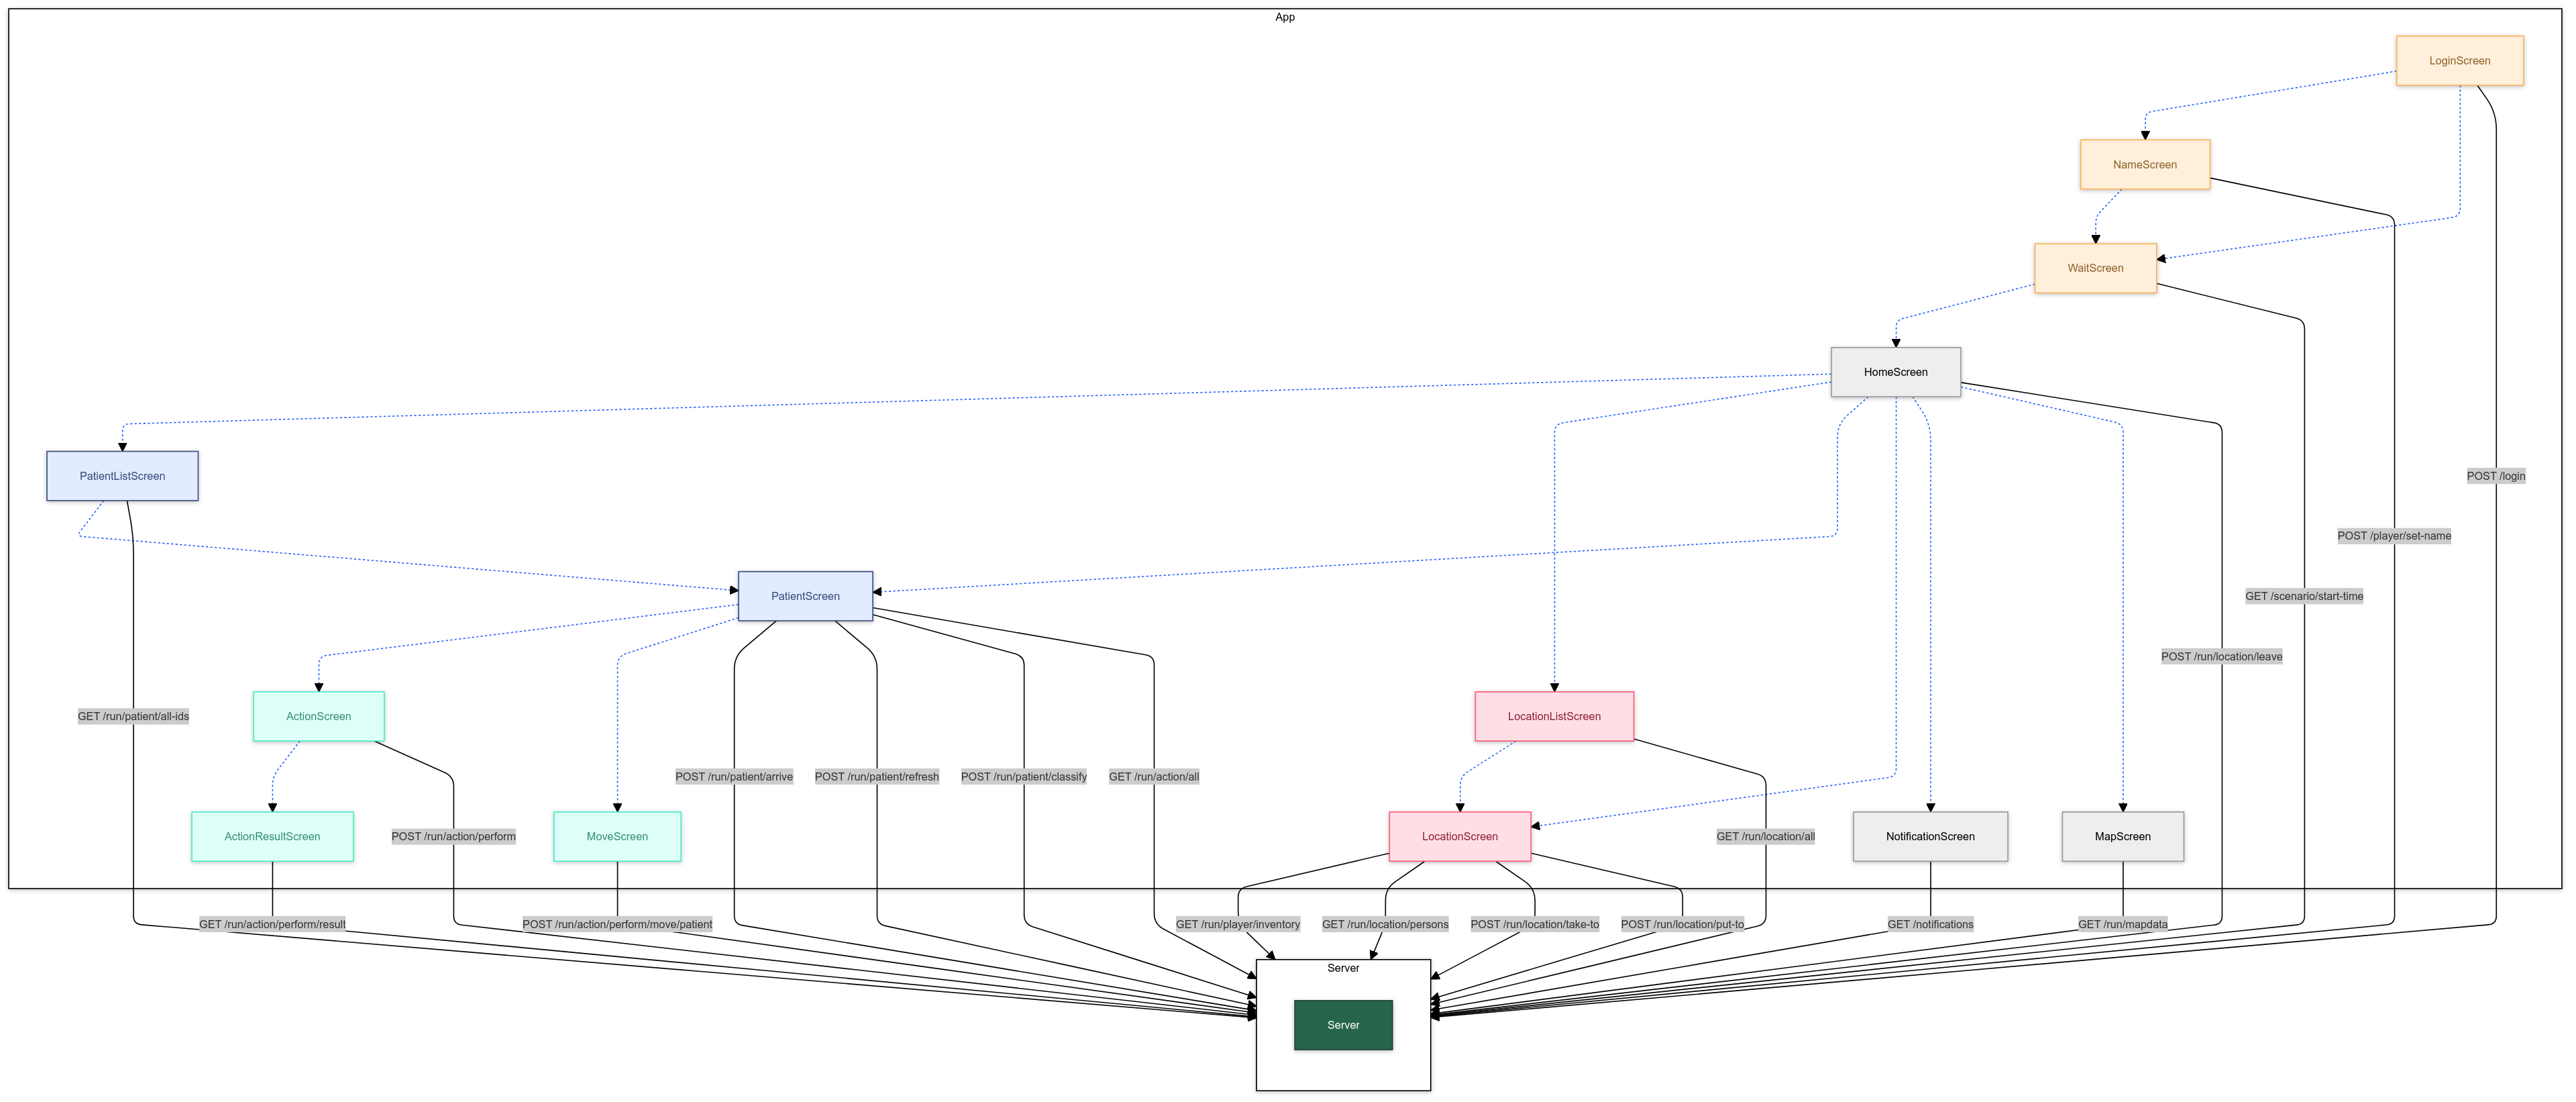 App
LoginScreen
NameScreen
WaitScreen
HomeScreen
PatientListScreen
POST /login
POST /player/set-name
PatientScreen
GET /scenario/start-time
POST /run/location/leave
GET /run/patient/all-ids
ActionScreen
LocationListScreen
POST /run/patient/arrive
POST /run/patient/refresh
POST /run/patient/classify
GET /run/action/all
ActionResultScreen
POST /run/action/perform
MoveScreen
LocationScreen
GET /run/location/all
NotificationScreen
MapScreen
GET /run/action/perform/result
POST /run/action/perform/move/patient
GET /run/player/inventory
GET /run/location/persons
POST /run/location/take-to
POST /run/location/put-to
GET /notifications
GET /run/mapdata
Server
Server